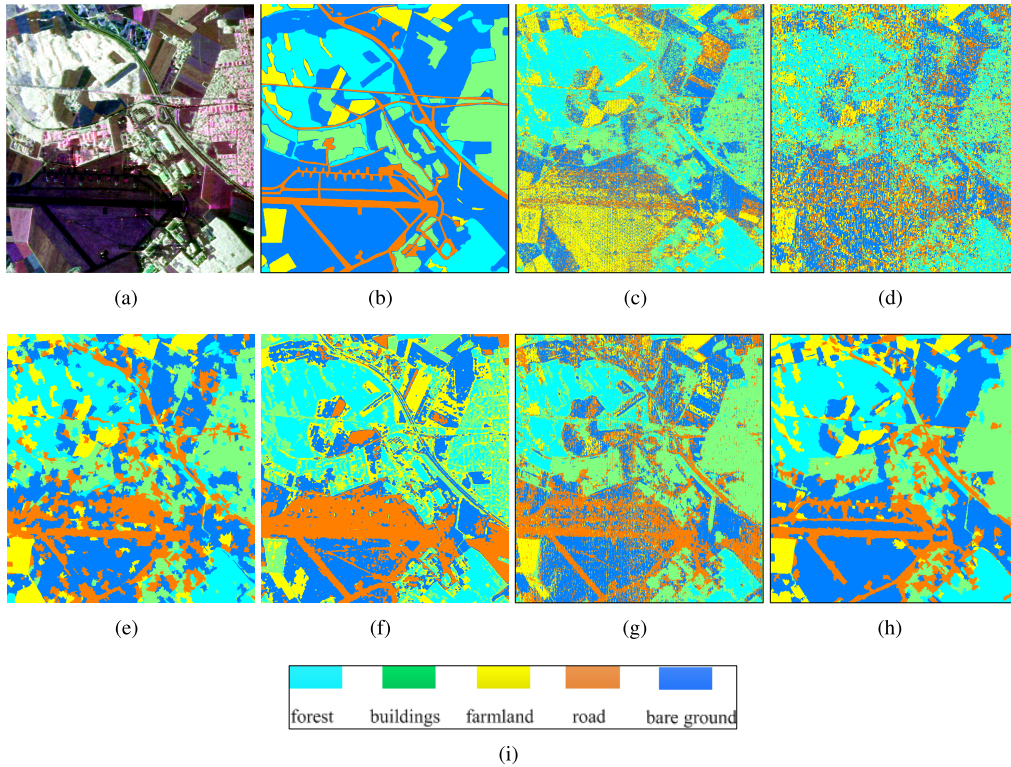 (a) (b) (c) (d)
(e) (f) (g) (h)
forest buildings farmland road bare ground
(i)